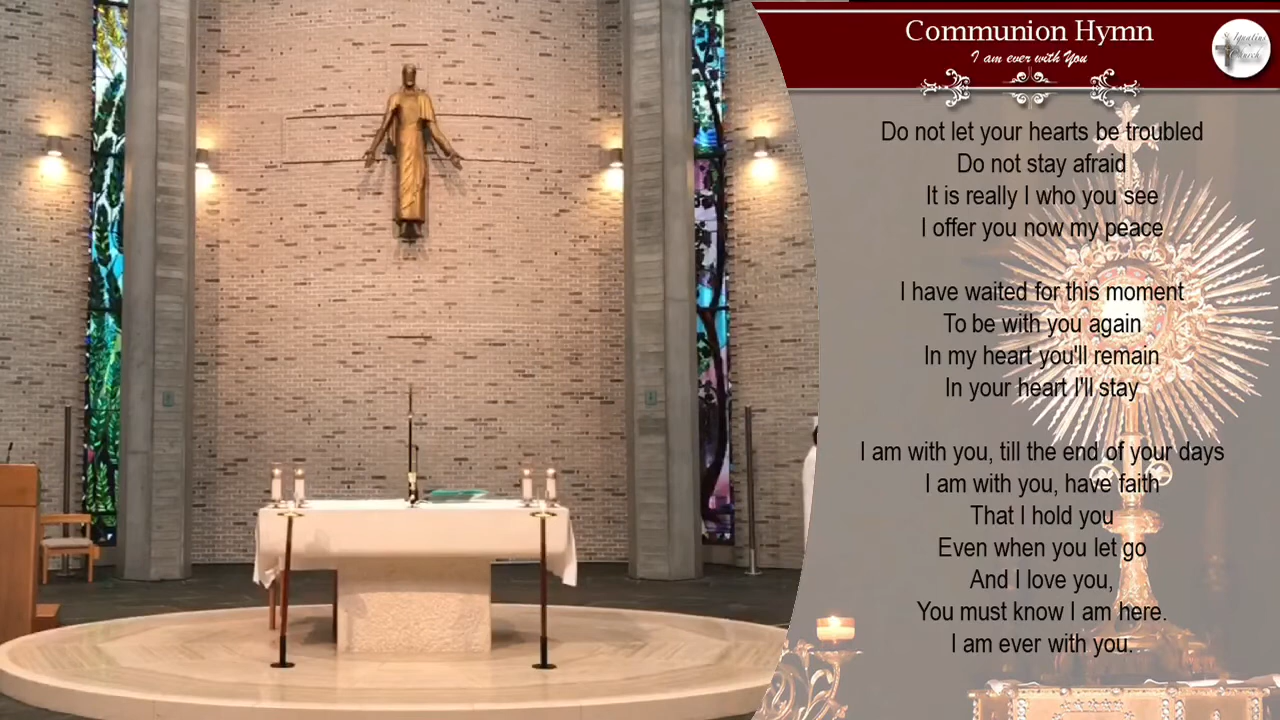 Communion Hymn
I am ever with You
St Ignatius
Church
Do not let your hearts be troubled
Do not stay afraid
It is really I who you see
I offer you now my peace
I have waited for this moment
To be with you again
In my heart you'll remain
In your heart I'll stay
I am with you, till the end of your days
I am with you, have faith
That I hold you
Even when you let go
And I love you,
You must know I am here.
I am ever with you.